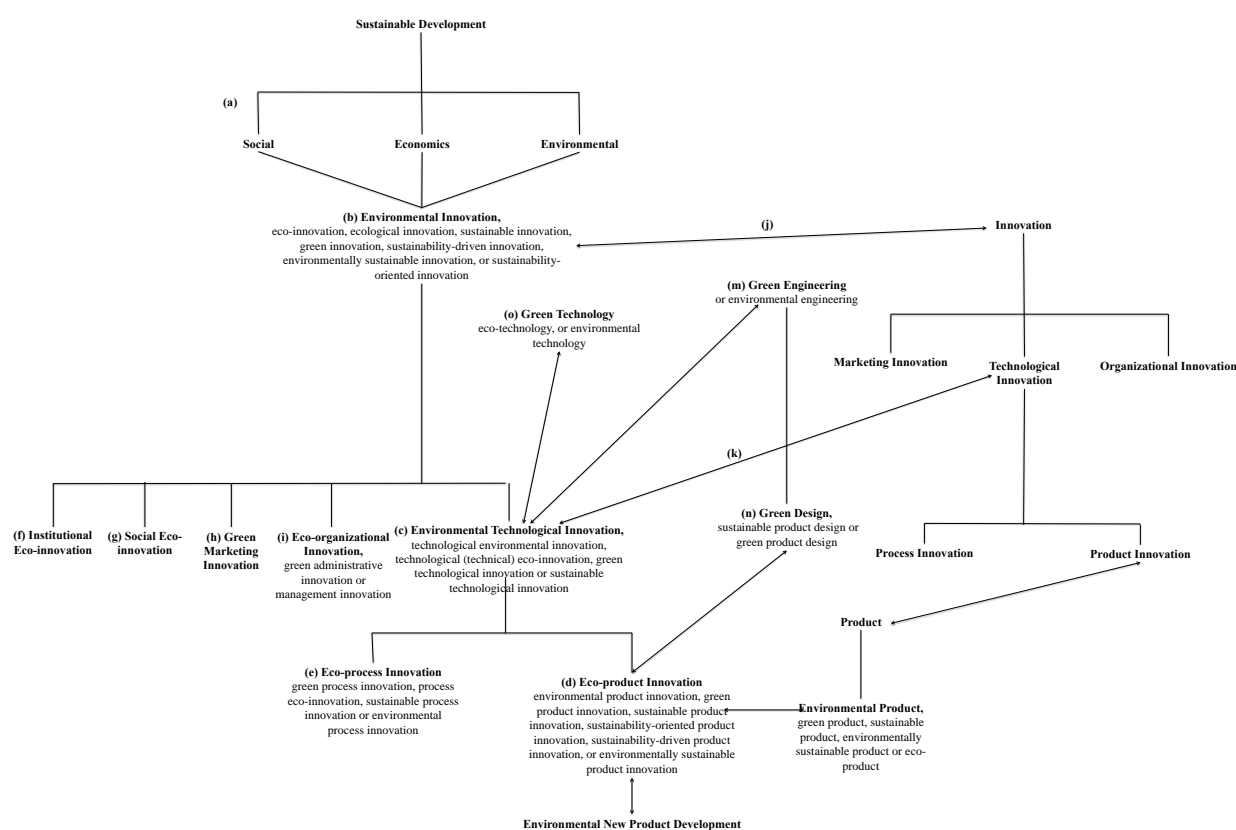 Sustainable Development
(a)
Social
Economics
Environmental
(b) Environmental Innovation,
eco-innovation, ecological innovation, sustainable innovation,
green innovation, sustainability-driven innovation,
environmentally sustainable innovation, or sustainability-
oriented innovation
(j)
Innovation
(m) Green Engineering
or environmental engineering
(o) Green Technology
eco-technology, or environmental
technology
Marketing Innovation
Technological
Innovation
Organizational Innovation
(k)
(f) Institutional
Eco-innovation
(g) Social Eco-
innovation
(h) Green
Marketing
Innovation
(i) Eco-organizational
Innovation,
green administrative
innovation or
management innovation
(c) Environmental Technological Innovation,
technological environmental innovation,
technological (technical) eco-innovation, green
technological innovation or sustainable
technological innovation
(n) Green Design,
sustainable product design or
green product design
Process Innovation
Product Innovation
Product
(e) Eco-process Innovation
green process innovation, process
eco-innovation, sustainable process
innovation or environmental
process innovation
(d) Eco-product Innovation
environmental product innovation, green
product innovation, sustainable product
innovation, sustainability-oriented product
innovation, sustainability-driven product
innovation, or environmentally sustainable
product innovation
Environmental Product,
green product, sustainable
product, environmentally
sustainable product or eco-
product
Environmental New Product Development